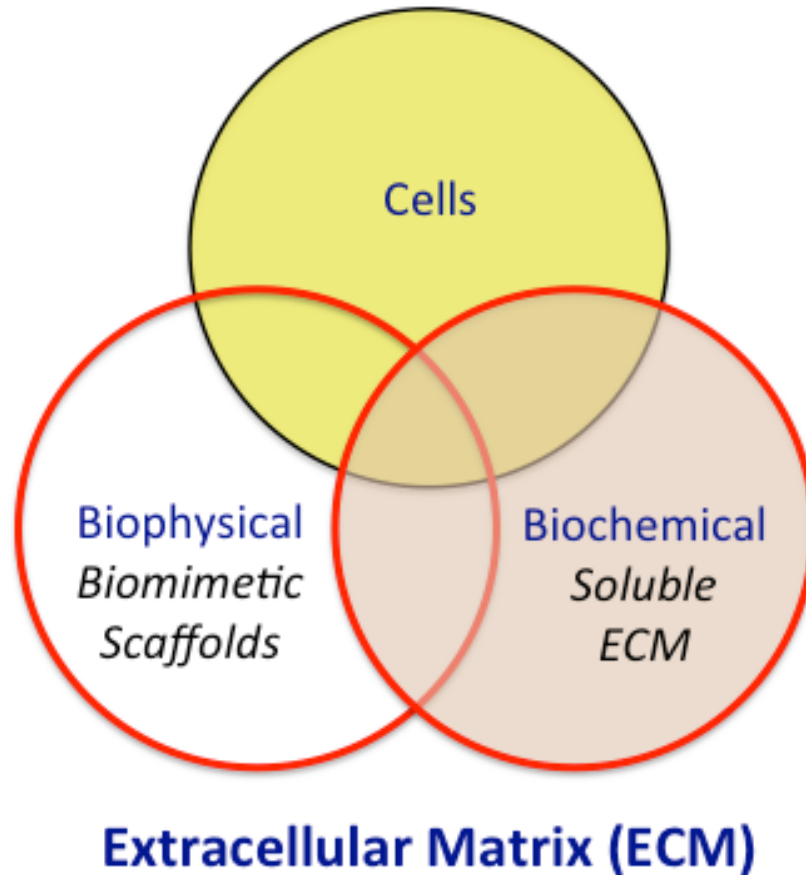 Cells
Biophysical
Biomimetic
Scaffolds
Biochemical
Soluble
ECM
Extracellular Matrix (ECM)